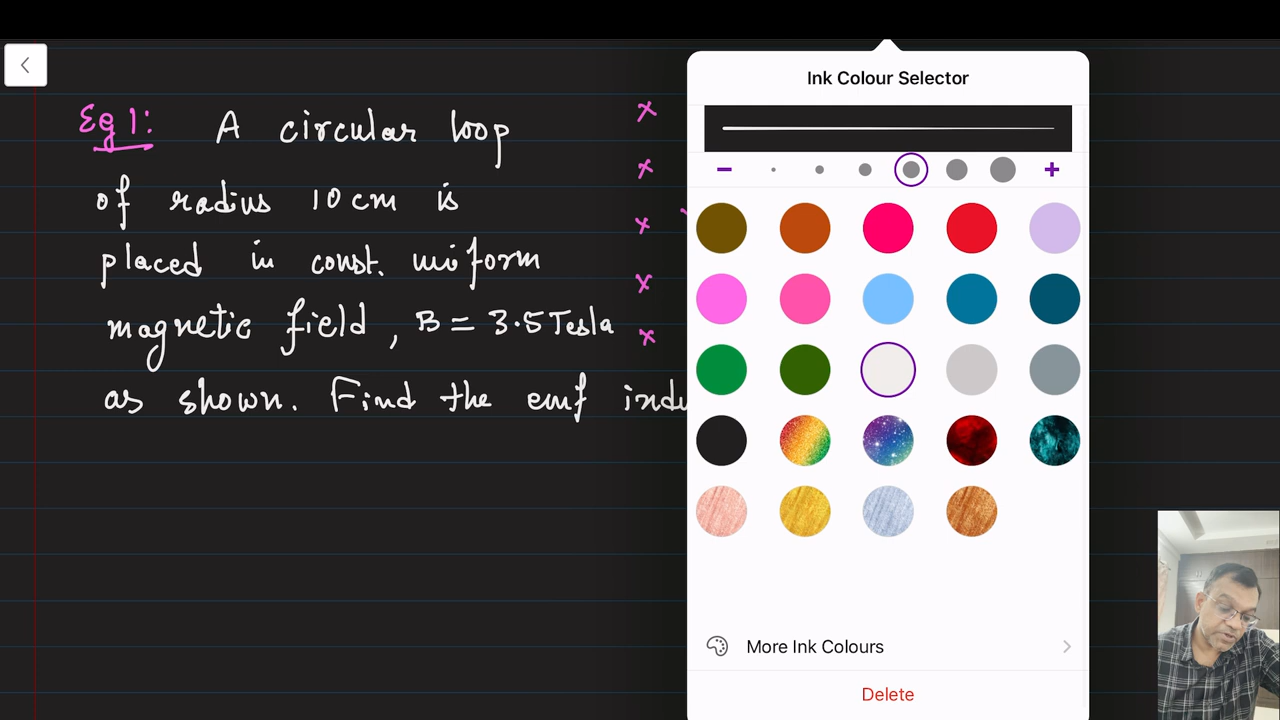 Eg 1: A circular loop
of radius 10 cm is
placed in const. uniform
magnetic field, B = 3.5 Tesla
as shown. Find the emf indu
Ink Colour Selector
More Ink Colours
Delete